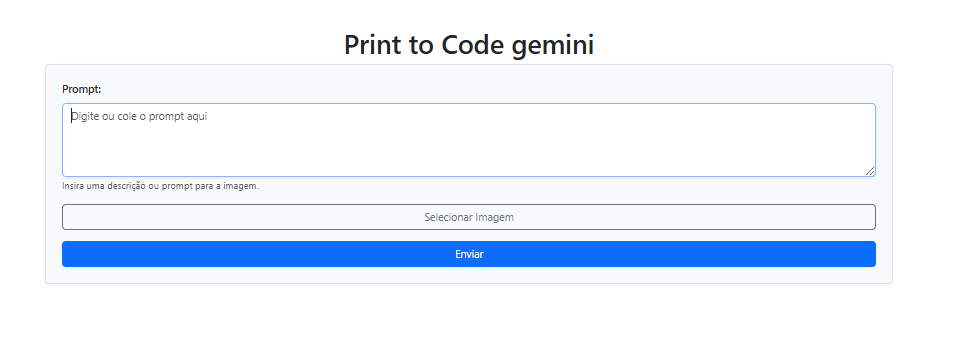 Print to Code gemini
Prompt:
Digite ou cole o prompt aqui
Insira uma descrição ou prompt para a imagem.
Selecionar Imagem
Enviar